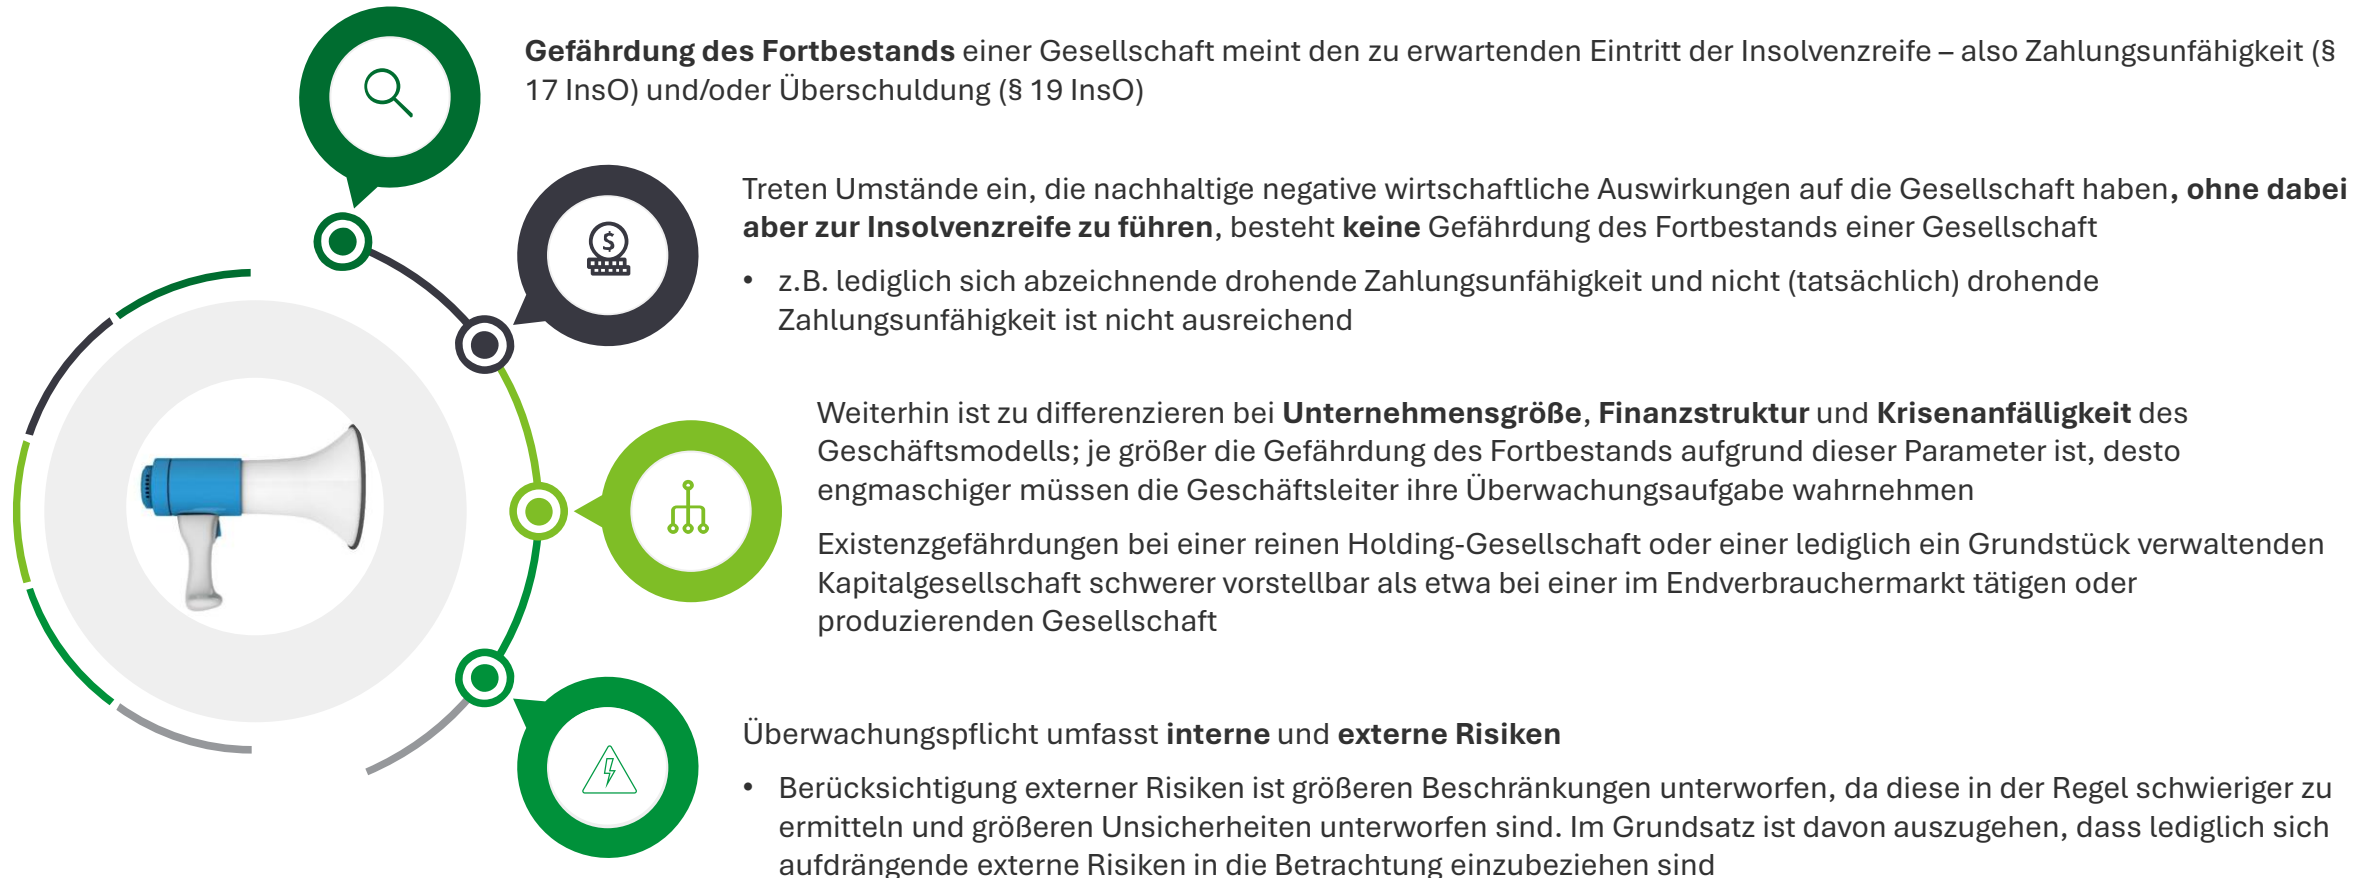 Gefährdung des Fortbestands einer Gesellschaft meint den zu erwartenden Eintritt der Insolvenzreife – also Zahlungsunfähigkeit (§
17 InsO) und/oder Überschuldung (§ 19 InsO)
Treten Umstände ein, die nachhaltige negative wirtschaftliche Auswirkungen auf die Gesellschaft haben, ohne dabei
aber zur Insolvenzreife zu führen, besteht keine Gefährdung des Fortbestands einer Gesellschaft
• z.B. lediglich sich abzeichnende drohende Zahlungsunfähigkeit und nicht (tatsächlich) drohende
Zahlungsunfähigkeit ist nicht ausreichend
Weiterhin ist zu differenzieren bei Unternehmensgröße, Finanzstruktur und Krisenanfälligkeit des
Geschäftsmodells; je größer die Gefährdung des Fortbestands aufgrund dieser Parameter ist, desto
engmaschiger müssen die Geschäftsleiter ihre Überwachungsaufgabe wahrnehmen
Existenzgefährdungen bei einer reinen Holding-Gesellschaft oder einer lediglich ein Grundstück verwaltenden
Kapitalgesellschaft schwerer vorstellbar als etwa bei einer im Endverbrauchermarkt tätigen oder
produzierenden Gesellschaft
Überwachungspflicht umfasst interne und externe Risiken
• Berücksichtigung externer Risiken ist größeren Beschränkungen unterworfen, da diese in der Regel schwieriger zu
ermitteln und größeren Unsicherheiten unterworfen sind. Im Grundsatz ist davon auszugehen, dass lediglich sich
aufdrängende externe Risiken in die Betrachtung einzubeziehen sind